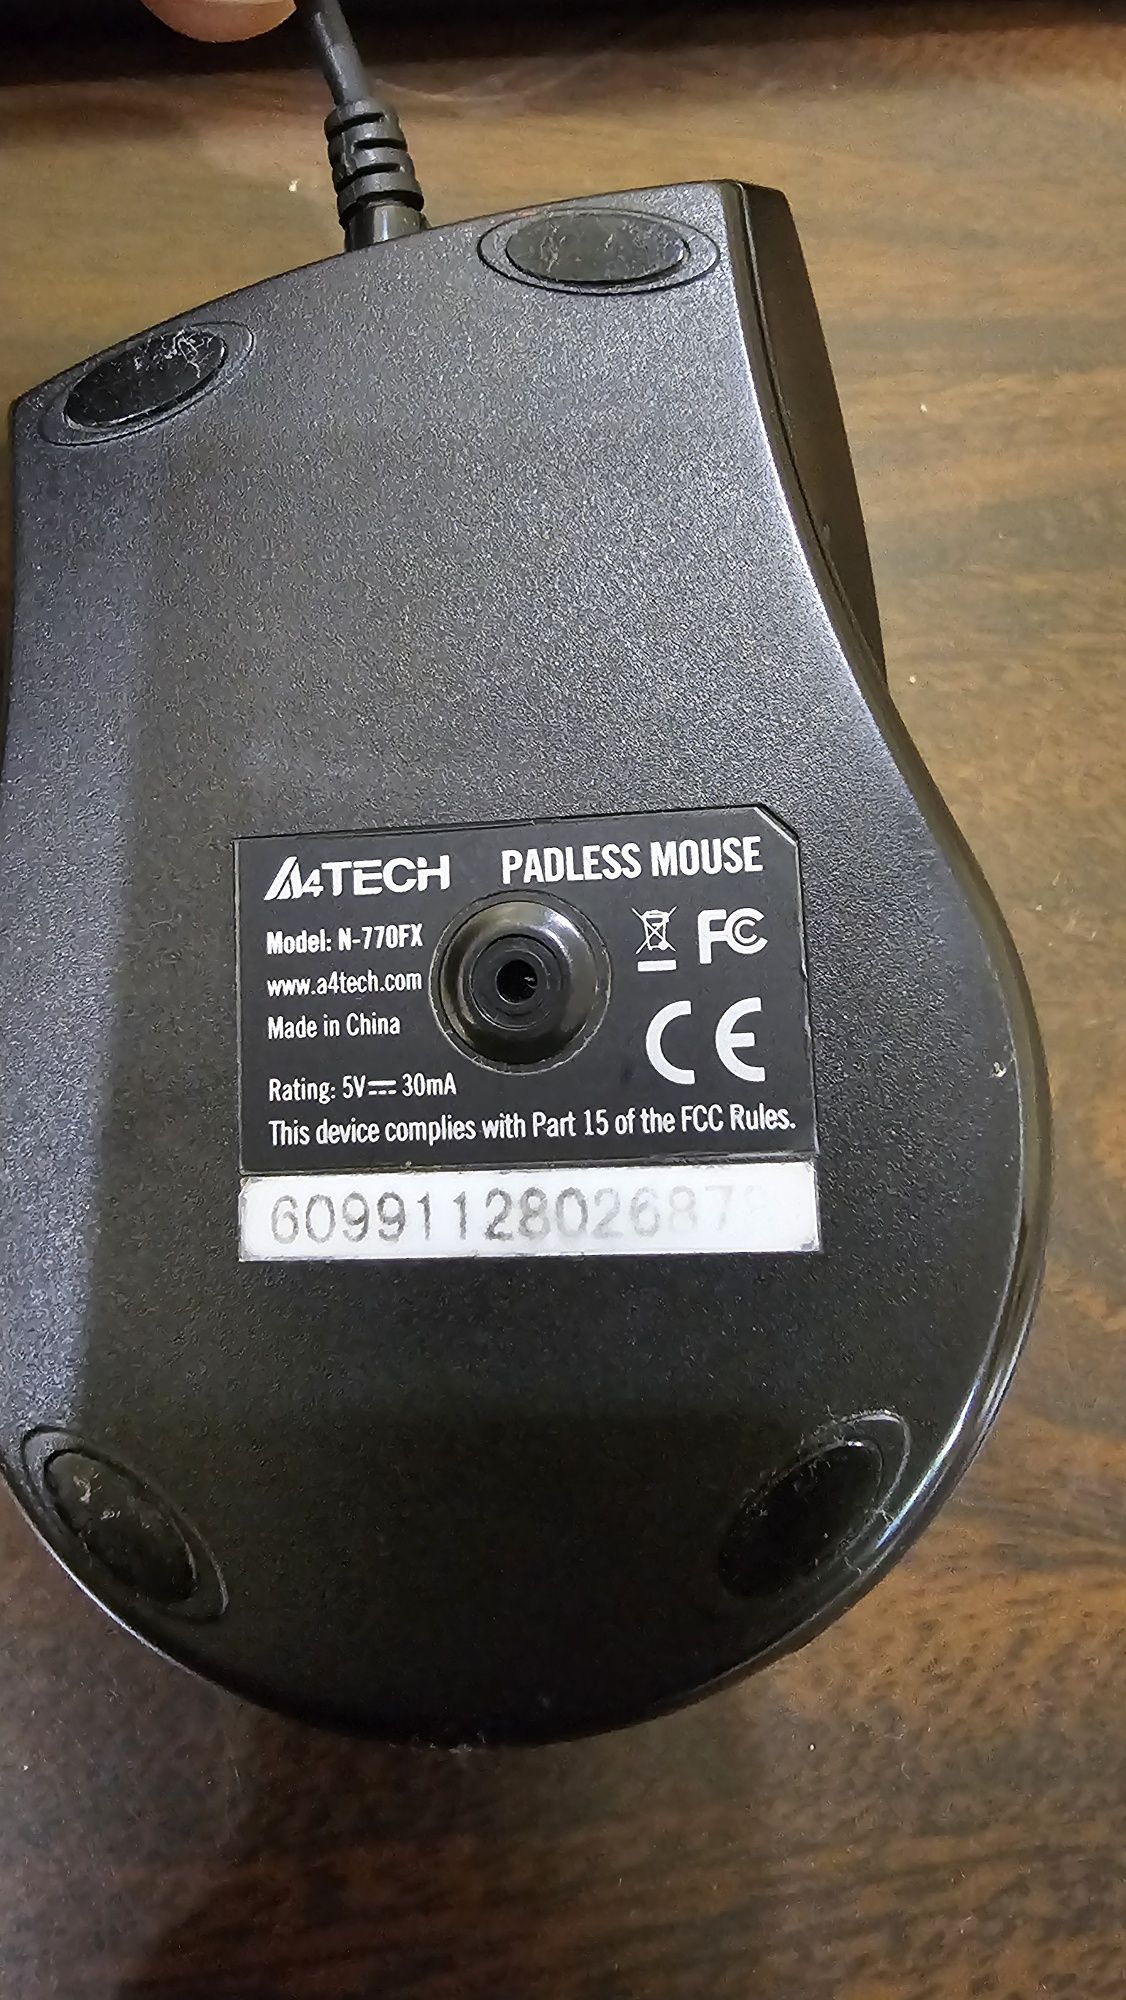 A4TECH PADLESS MOUSE
Model: N-770FX
FC
www.a4tech.com
Made in China
CE
Rating: 5V⎓30mA
This device complies with Part 15 of the FCC Rules.
6099112802687